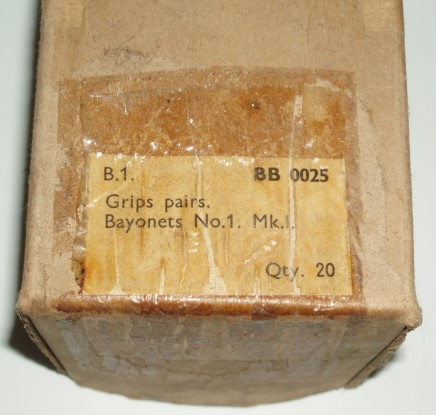 B.1. BB 0025
Grips pairs.
Bayonets No.1. Mk.I.
Qty. 20